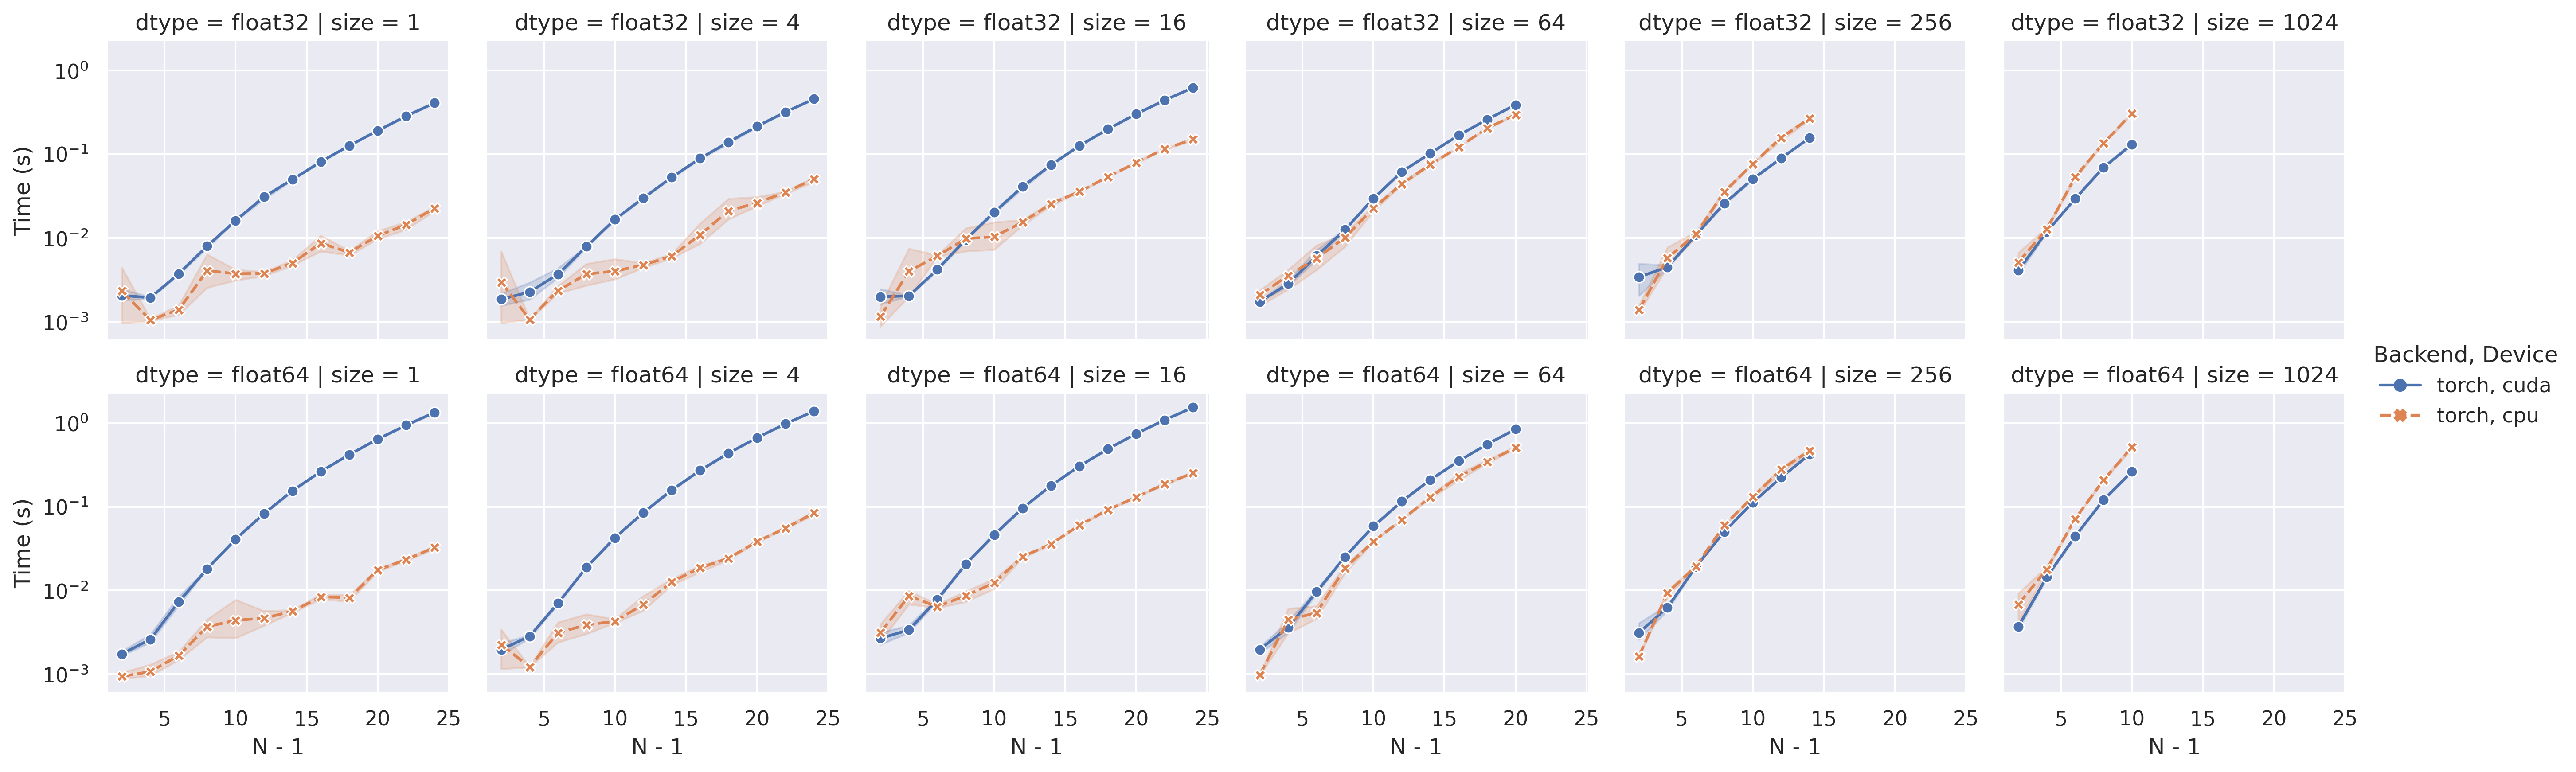 dtype = float32 | size = 1
dtype = float32 | size = 4
dtype = float32 | size = 16
dtype = float32 | size = 64
dtype = float32 | size = 256
dtype = float32 | size = 1024
Time (s)
10⁰
10⁻¹
10⁻²
10⁻³
5 10 15 20 25
dtype = float64 | size = 1
dtype = float64 | size = 4
dtype = float64 | size = 16
dtype = float64 | size = 64
dtype = float64 | size = 256
dtype = float64 | size = 1024
Time (s)
10⁰
10⁻¹
10⁻²
10⁻³
5 10 15 20 25
5 10 15 20 25
5 10 15 20 25
5 10 15 20 25
5 10 15 20 25
N - 1
N - 1
N - 1
N - 1
N - 1
N - 1
Backend, Device
torch, cuda
torch, cpu